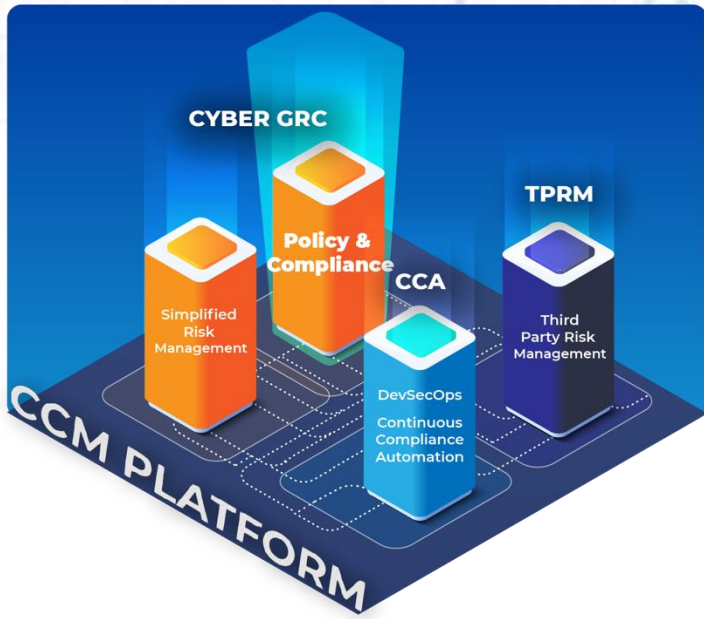 CYBER GRC
Policy &
Compliance
TPRM
CCA
Simplified
Risk
Management
Third
Party Risk
Management
DevSecOps
Continuous
Compliance
Automation
CCM PLATFORM